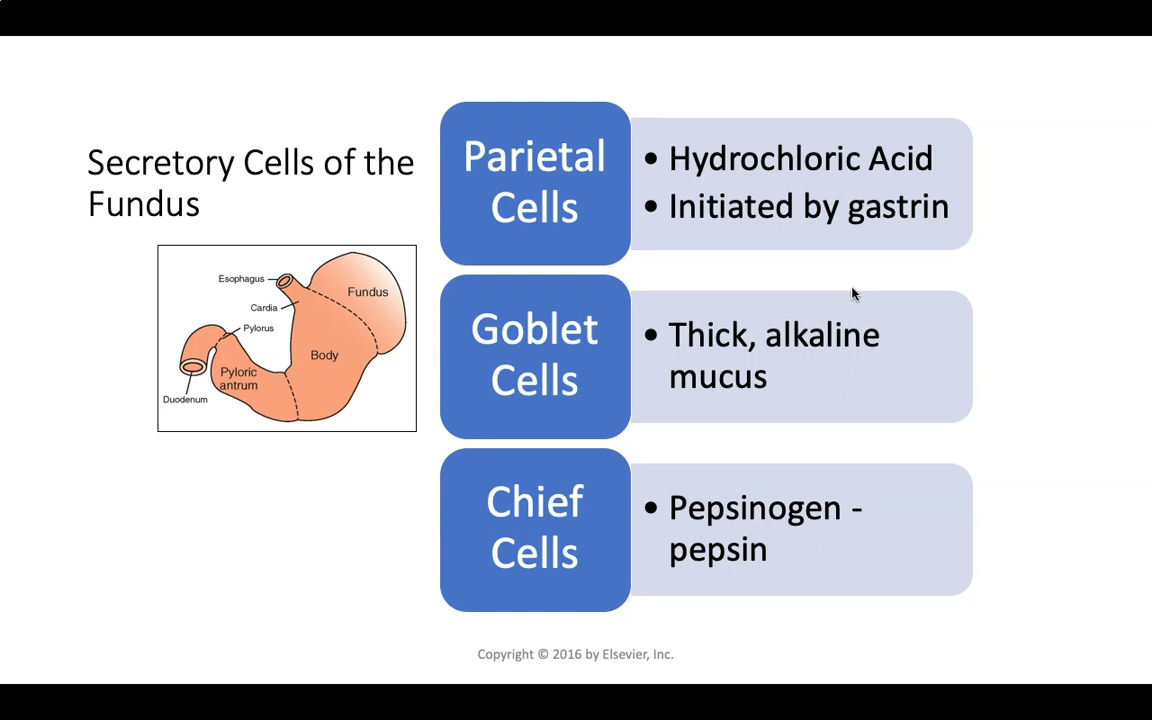 Secretory Cells of the
Fundus
Esophagus
Cardia
Pylorus
Fundus
Body
Pyloric
antrum
Duodenum
Parietal
Cells
• Hydrochloric Acid
• Initiated by gastrin
Goblet
Cells
• Thick, alkaline
mucus
Chief
Cells
• Pepsinogen -
pepsin
Copyright © 2016 by Elsevier, Inc.